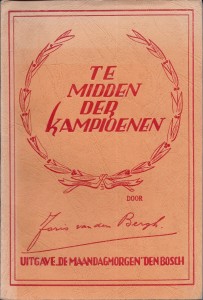 TE
MIDDEN
DER
KAMPIOENEN
DOOR
Joris van den Bergh.
UITGAVE „DE MAANDAGMORGEN" DEN BOSCH